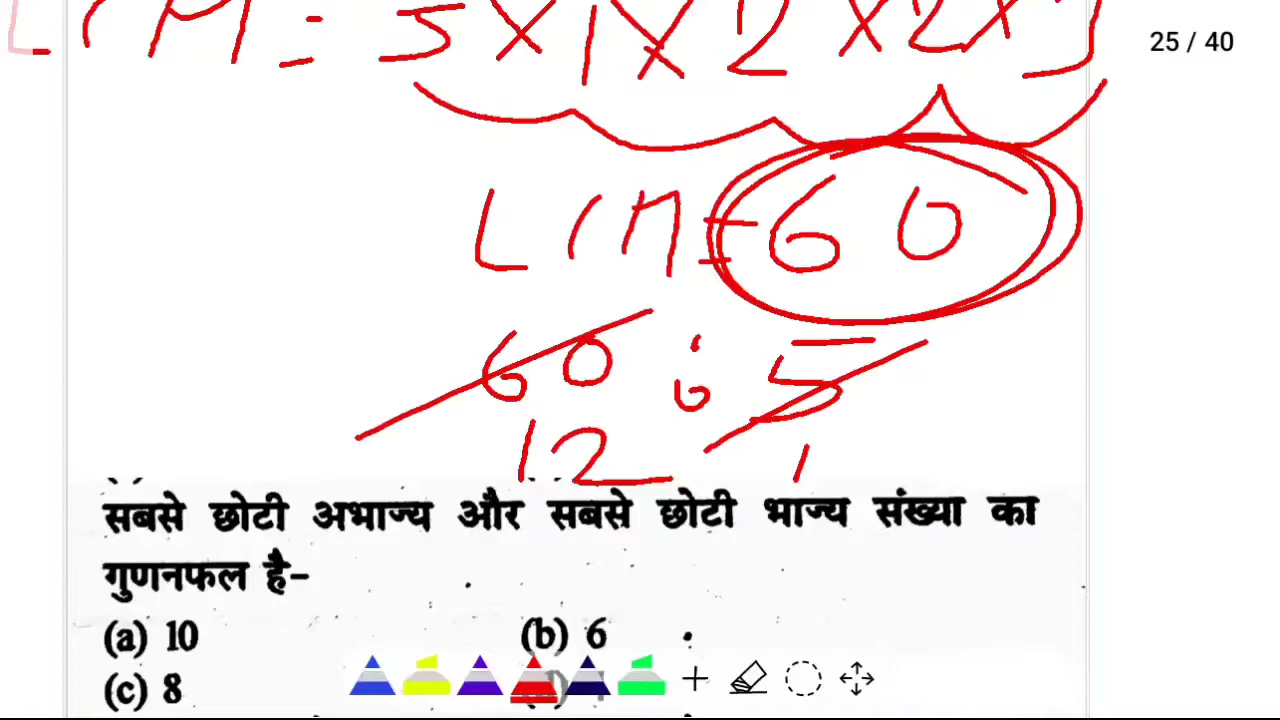 LCM = 5 × 1 × 2 × 2 × 3
25 / 40
LCM = 60
60 : 5
12 1
सबसे छोटी अभाज्य और सबसे छोटी भाज्य संख्या का
गुणनफल है-
(a) 10 (b) 6
(c) 8